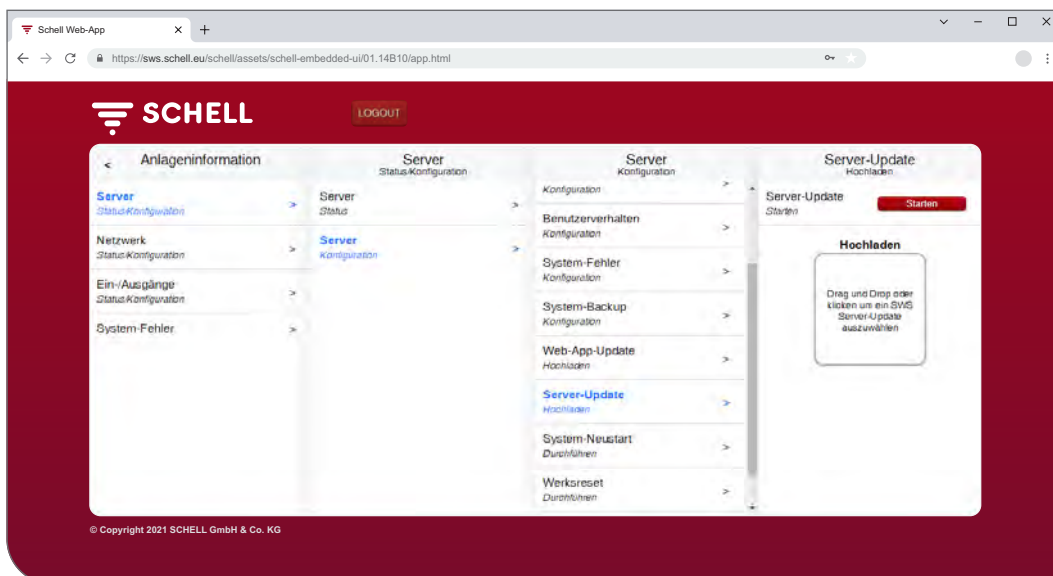 Schell Web-App
https://sws.schell.eu/schell/assets/schell-embedded-ui/01.14B10/app.html
SCHELL
LOGOUT
< Anlageninformation
Server
Status/Konfiguration
>
Netzwerk
Status/Konfiguration
>
Ein-/Ausgänge
Status/Konfiguration
>
System-Fehler
>
Server
Status/Konfiguration
Server
Status
>
Server
Konfiguration
>
Server
Konfiguration
Konfiguration
>
Benutzerverhalten
Konfiguration
>
System-Fehler
Konfiguration
>
System-Backup
Konfiguration
>
Web-App-Update
Hochladen
>
Server-Update
Hochladen
>
System-Neustart
Durchführen
>
Werksreset
Durchführen
>
Server-Update
Hochladen
Server-Update
Starten
Starten
Hochladen
Drag und Drop oder
klicken um ein SWS
Server-Update
auszuwählen
© Copyright 2021 SCHELL GmbH & Co. KG